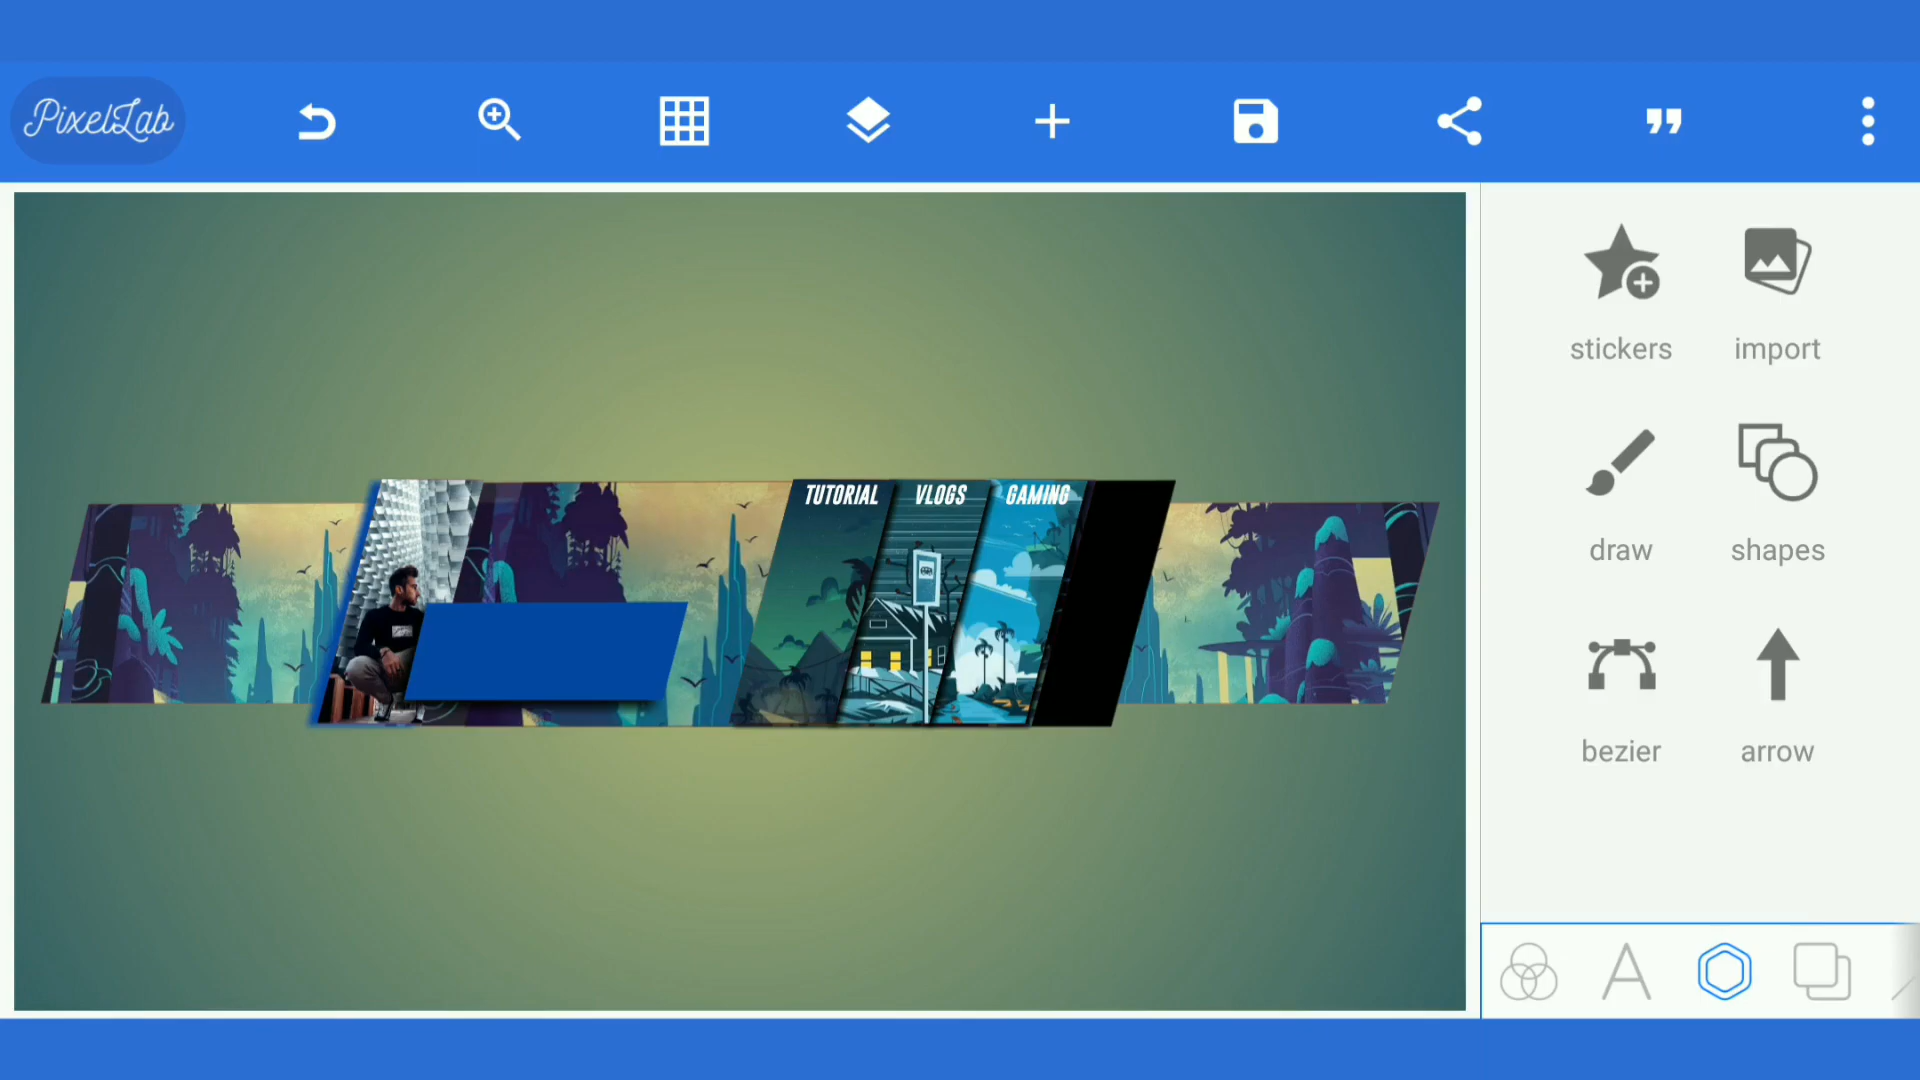 PixelLab
TUTORIAL VLOGS GAMING
stickers import
draw shapes
bezier arrow